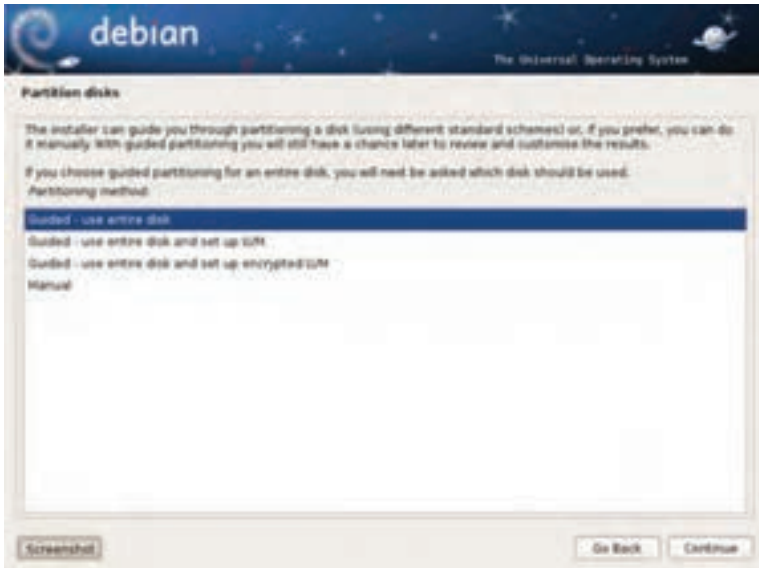 debian
The Universal Operating System
Partition disks
The installer can guide you through partitioning a disk (using different standard schemes) or, if you prefer, you can do
it manually. With guided partitioning you will still have a chance later to review and customise the results.
If you choose guided partitioning for an entire disk, you will next be asked which disk should be used.
Partitioning method:
Guided - use entire disk
Guided - use entire disk and set up LVM
Guided - use entire disk and set up encrypted LVM
Manual
Screenshot
Go Back
Continue